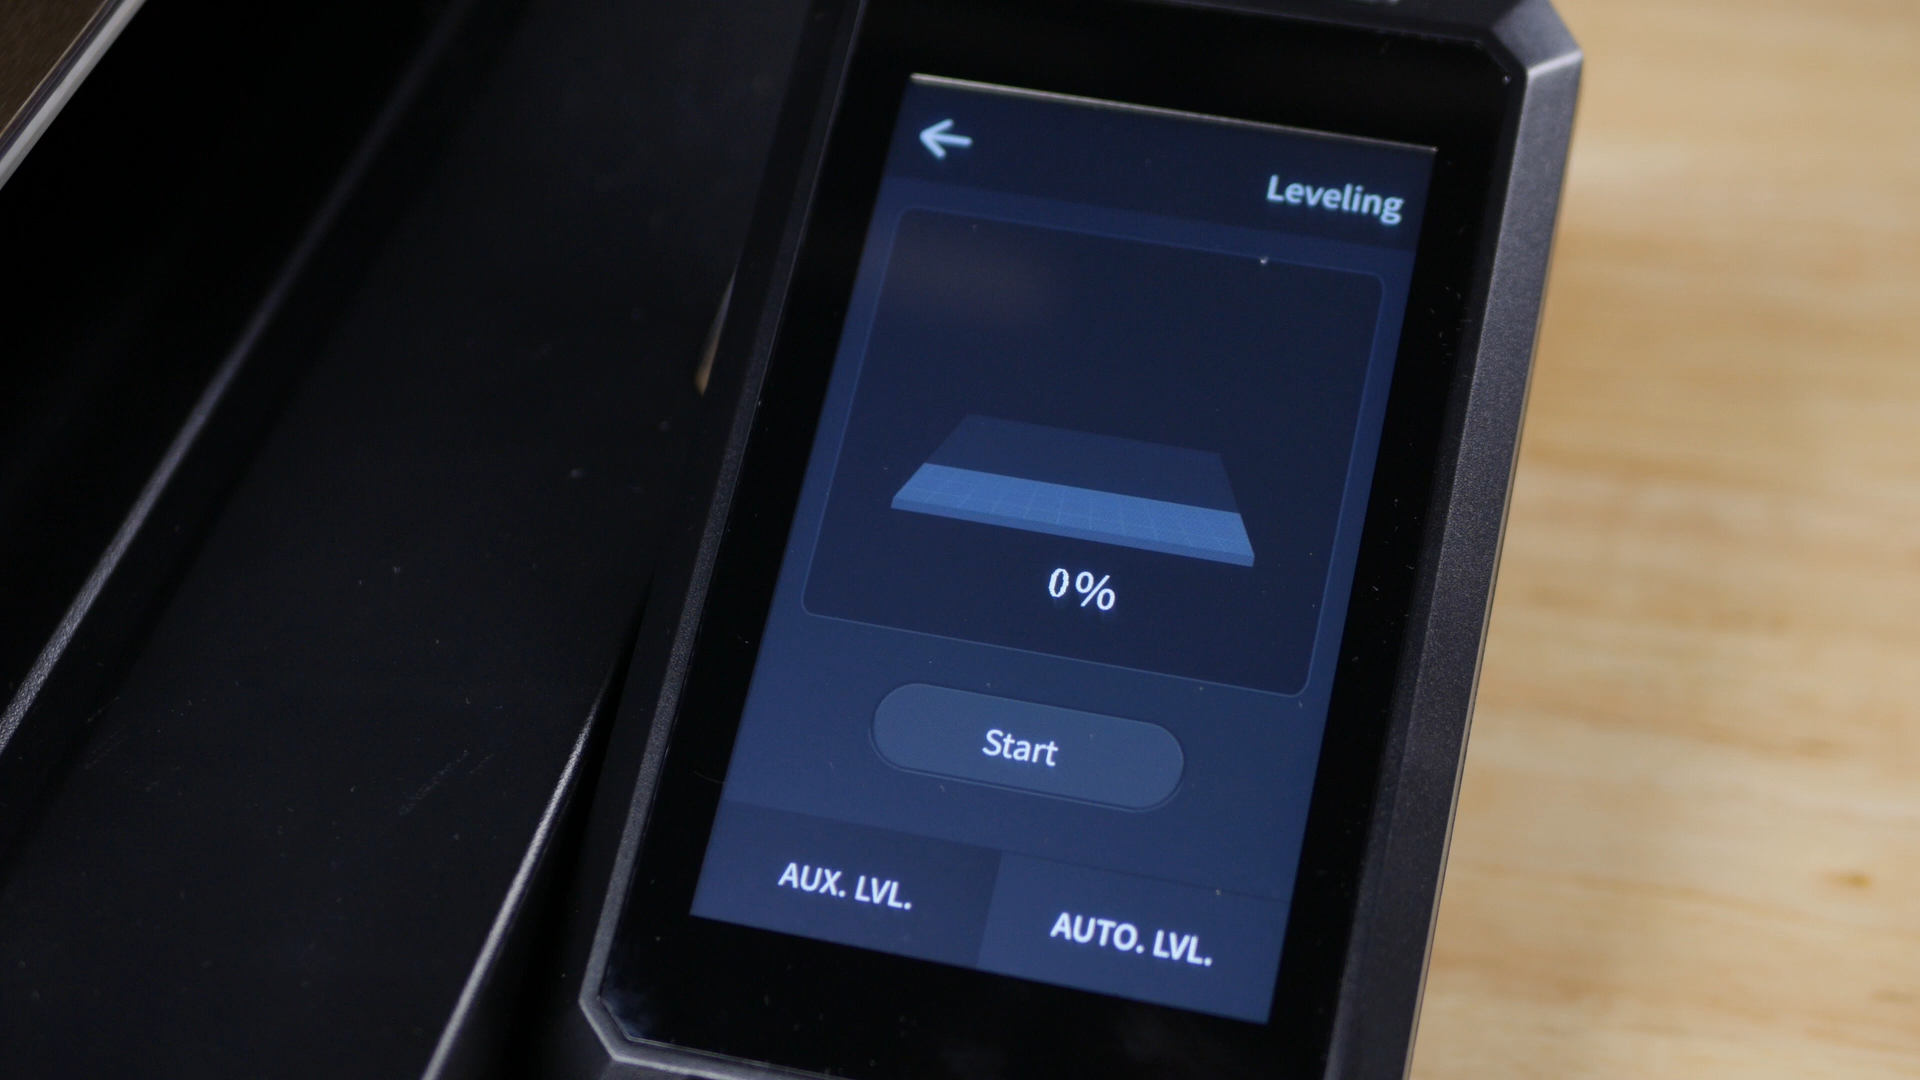 Leveling
0%
Start
AUX. LVL.
AUTO. LVL.